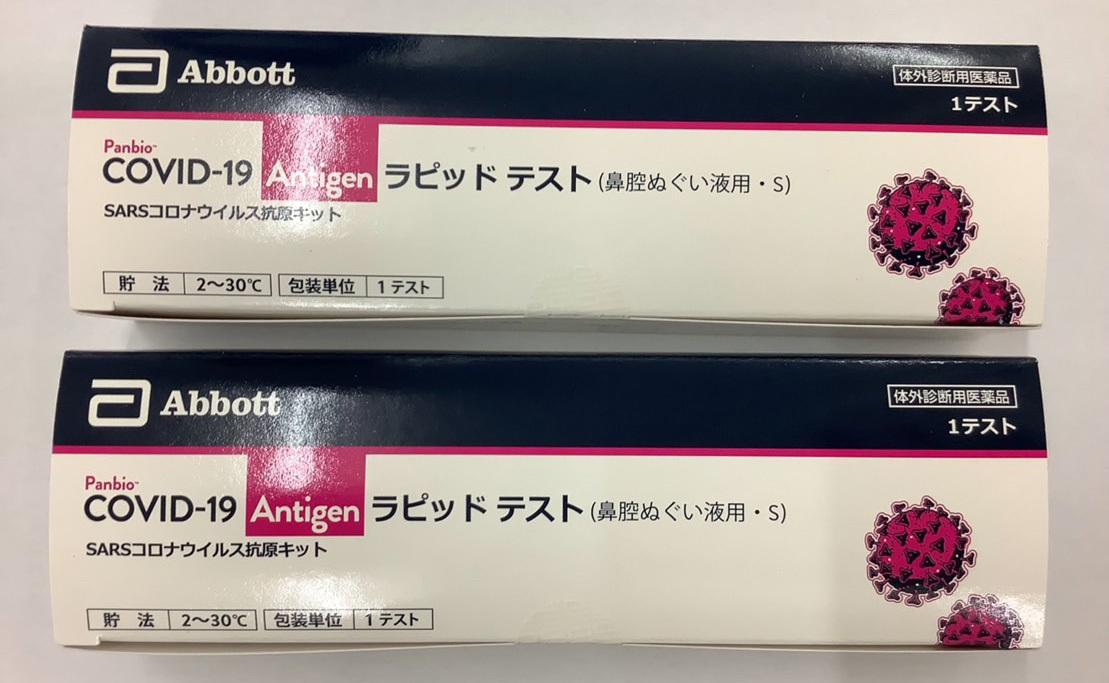 Abbott
体外診断用医薬品
1テスト
Panbio™
COVID-19 Antigen ラピッド テスト (鼻腔ぬぐい液用・S)
SARSコロナウイルス抗原キット
貯 法 2～30℃ 包装単位 1テスト
Abbott
体外診断用医薬品
1テスト
Panbio™
COVID-19 Antigen ラピッド テスト (鼻腔ぬぐい液用・S)
SARSコロナウイルス抗原キット
貯 法 2～30℃ 包装単位 1テスト